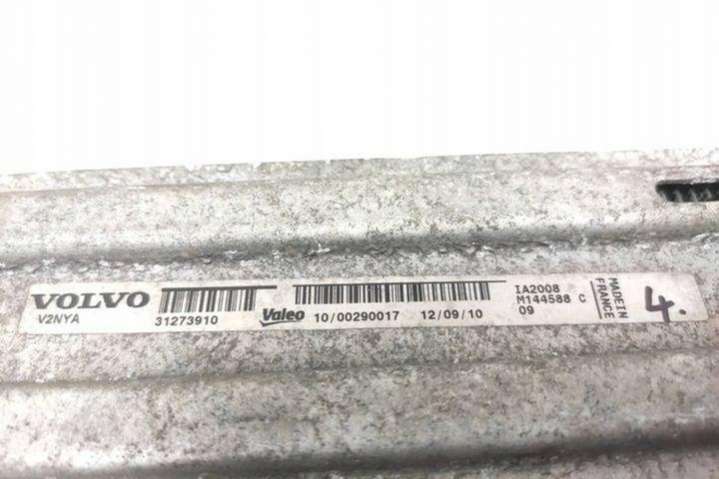 VOLVO
V2NYA
31273910
Valeo
10/00290017 12/09/10
IA2008
M144588 C
09
MADE IN
FRANCE
4.